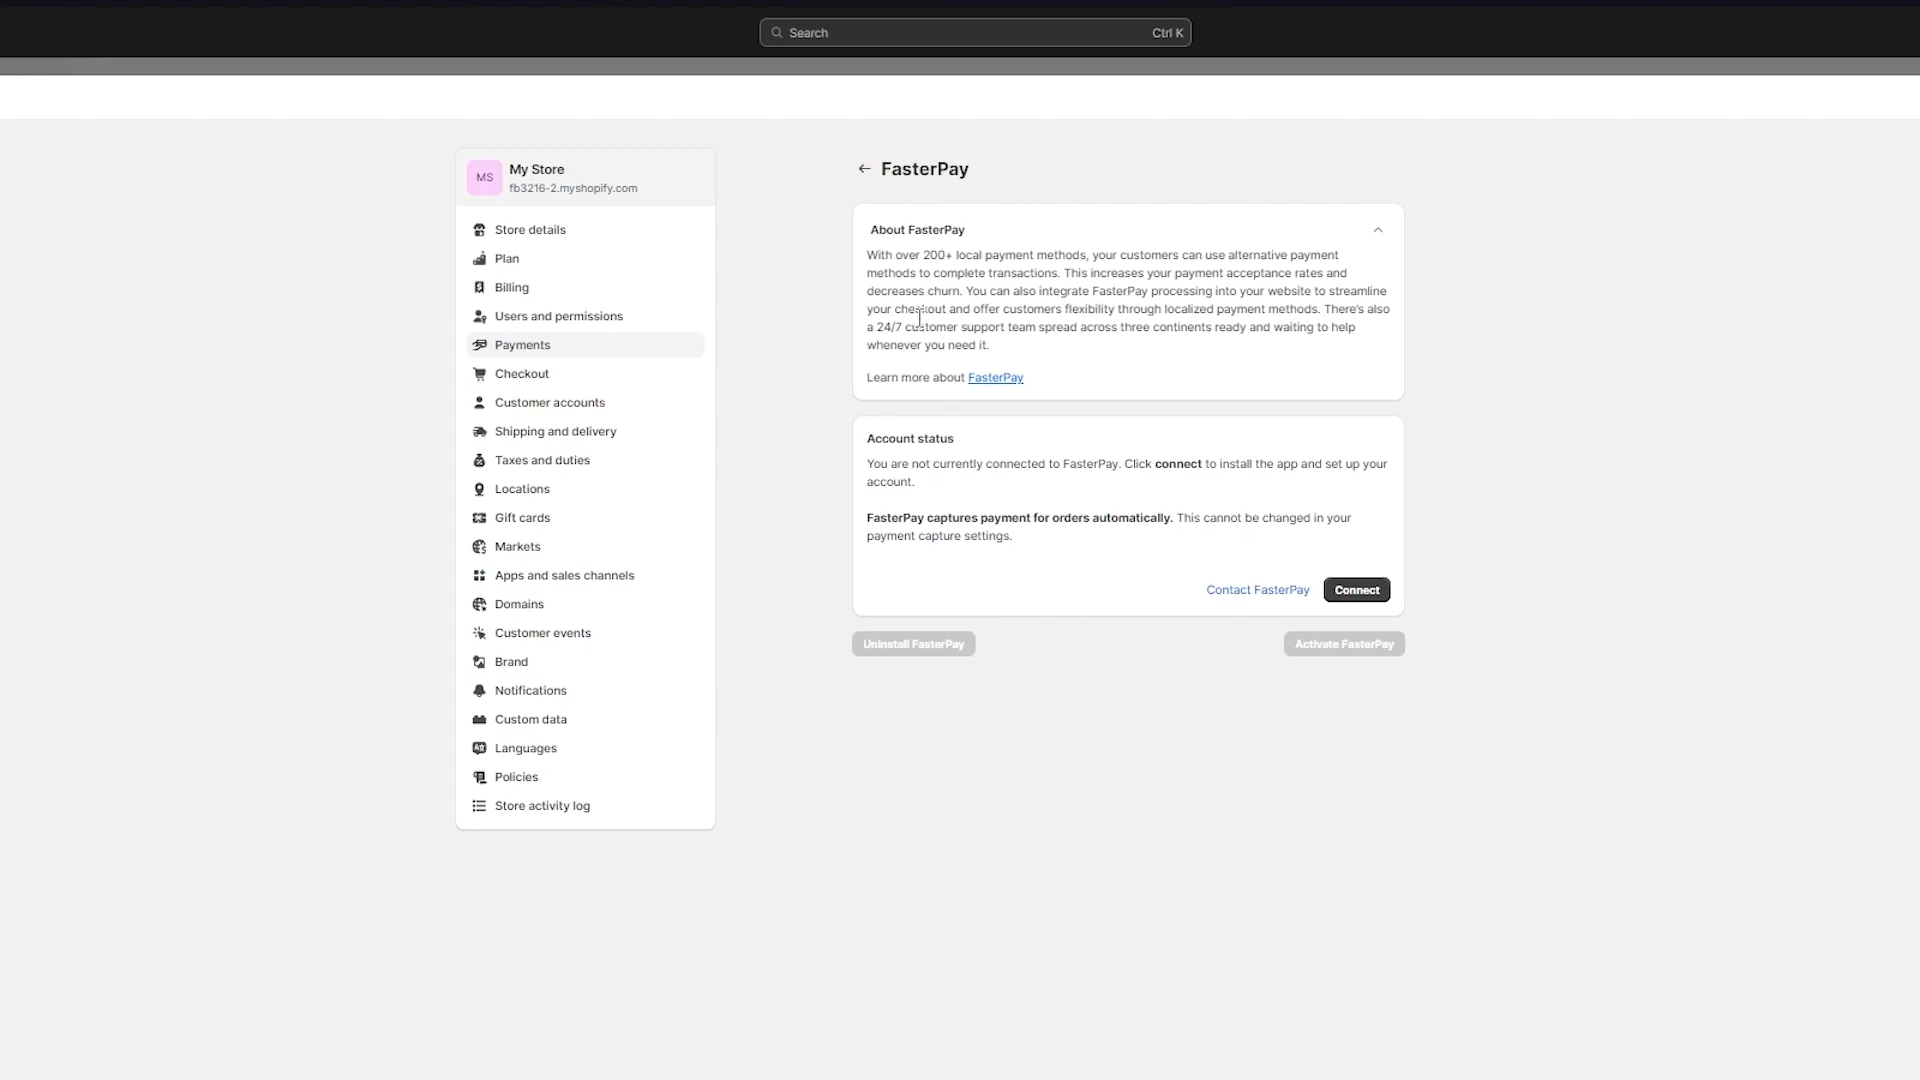 Search Ctrl K
MS
My Store
fb3216-2.myshopify.com
Store details
Plan
Billing
Users and permissions
Payments
Checkout
Customer accounts
Shipping and delivery
Taxes and duties
Locations
Gift cards
Markets
Apps and sales channels
Domains
Customer events
Brand
Notifications
Custom data
Languages
Policies
Store activity log
FasterPay
About FasterPay
With over 200+ local payment methods, your customers can use alternative payment
methods to complete transactions. This increases your payment acceptance rates and
decreases churn. You can also integrate FasterPay processing into your website to streamline
your checkout and offer customers flexibility through localized payment methods. There's also
a 24/7 customer support team spread across three continents ready and waiting to help
whenever you need it.
Learn more about FasterPay
Account status
You are not currently connected to FasterPay. Click connect to install the app and set up your
account.
FasterPay captures payment for orders automatically. This cannot be changed in your
payment capture settings.
Contact FasterPay Connect
Uninstall FasterPay Activate FasterPay